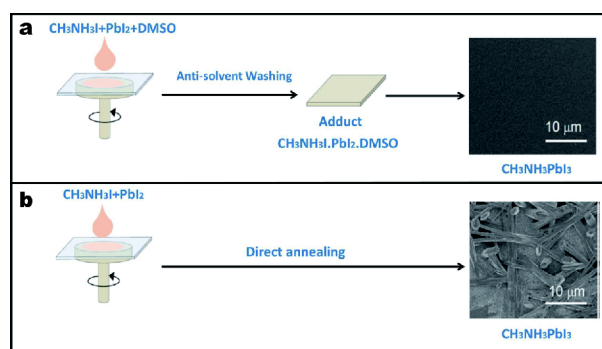 a
CH3NH3I+PbI2+DMSO
Anti-solvent Washing
Adduct
CH3NH3I.PbI2.DMSO
10 μm
CH3NH3PbI3
b
CH3NH3I+PbI2
Direct annealing
10 μm
CH3NH3PbI3